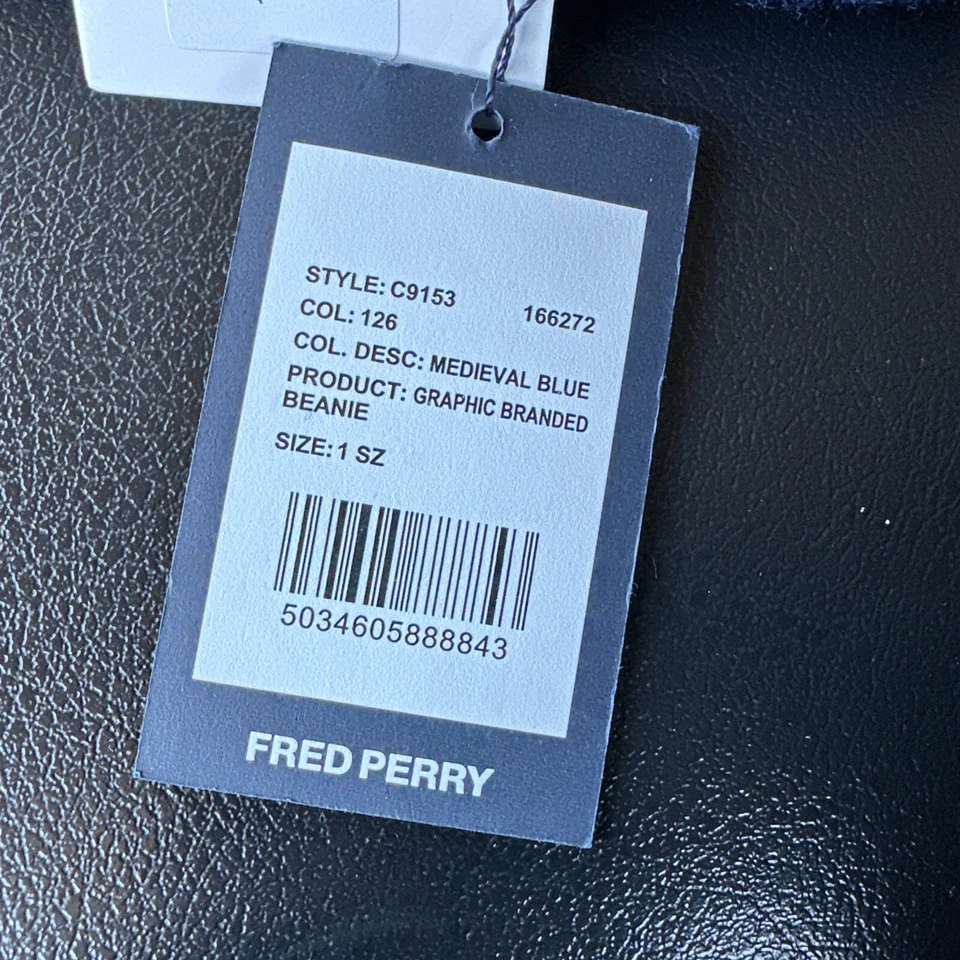 STYLE: C9153
166272
COL: 126
COL. DESC: MEDIEVAL BLUE
PRODUCT: GRAPHIC BRANDED
BEANIE
SIZE: 1 SZ
5034605888843
FRED PERRY